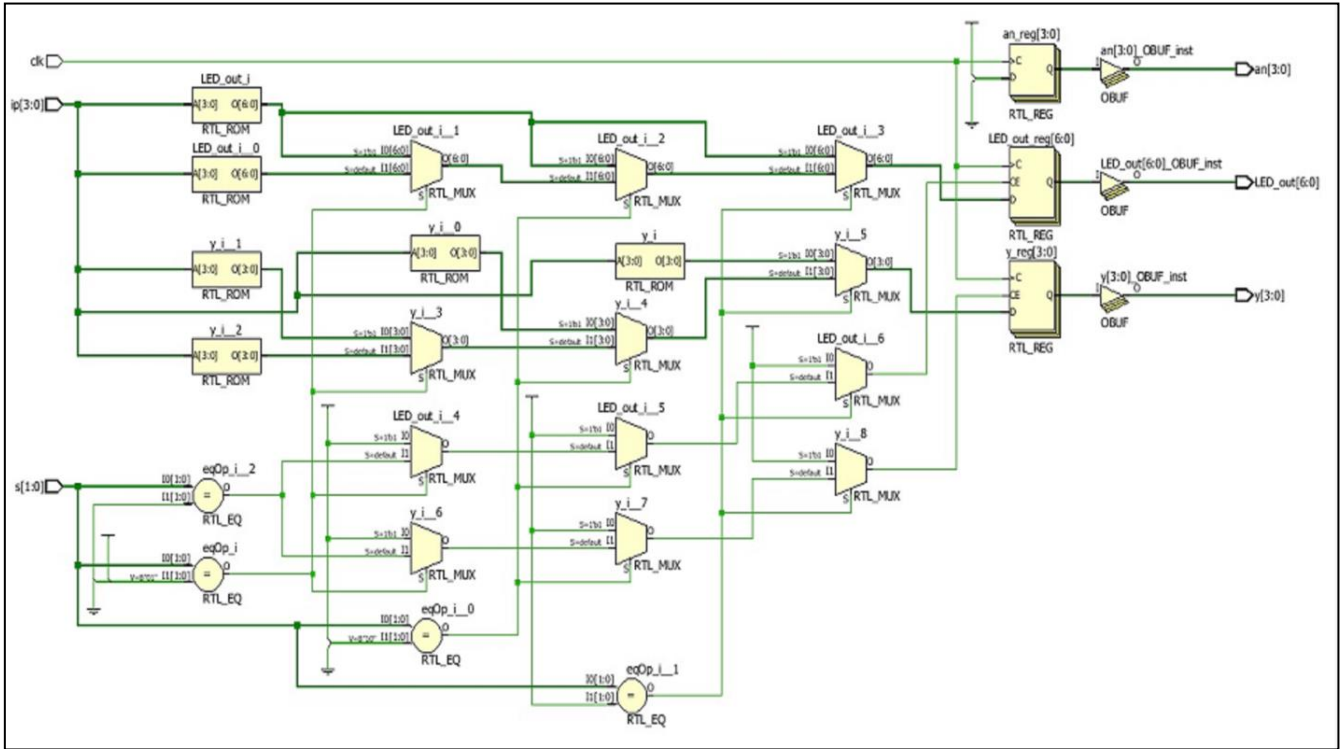 clk
ip[3:0]
s[1:0]
LED_out_i
A[3:0] O[6:0]
RTL_ROM
LED_out_i__0
A[3:0] O[6:0]
RTL_ROM
LED_out_i__1
S=1'b1 I0[6:0]
S=default I1[6:0]
O[6:0]
S
RTL_MUX
LED_out_i__2
S=1'b1 I0[6:0]
S=default I1[6:0]
O[6:0]
S
RTL_MUX
LED_out_i__3
S=1'b1 I0[6:0]
S=default I1[6:0]
O[6:0]
S
RTL_MUX
y_i__1
A[3:0] O[3:0]
RTL_ROM
y_i__0
A[3:0] O[3:0]
RTL_ROM
y_i
A[3:0] O[3:0]
RTL_ROM
y_i__2
A[3:0] O[3:0]
RTL_ROM
y_i__3
S=1'b1 I0[3:0]
S=default I1[3:0]
O[3:0]
S
RTL_MUX
y_i__4
S=1'b1 I0[3:0]
S=default I1[3:0]
O[3:0]
S
RTL_MUX
y_i__5
S=1'b1 I0[3:0]
S=default I1[3:0]
O[3:0]
S
RTL_MUX
LED_out_i__4
S=1'b1 I0
S=default I1
O
S
RTL_MUX
LED_out_i__5
S=1'b1 I0
S=default I1
O
S
RTL_MUX
LED_out_i__6
S=1'b1 I0
S=default I1
O
S
RTL_MUX
y_i__6
S=1'b1 I0
S=default I1
O
S
RTL_MUX
y_i__7
S=1'b1 I0
S=default I1
O
S
RTL_MUX
y_i__8
S=1'b1 I0
S=default I1
O
S
RTL_MUX
eqOp_i__2
I0[1:0]
I1[1:0]
=
O
RTL_EQ
eqOp_i
I0[1:0]
I1[1:0]
=
O
RTL_EQ
eqOp_i__0
I0[1:0]
I1[1:0]
=
O
RTL_EQ
eqOp_i__1
I0[1:0]
I1[1:0]
=
O
RTL_EQ
an_reg[3:0]
C
D
Q
RTL_REG
an[3:0]_OBUF_inst
I O
OBUF
an[3:0]
LED_out_reg[6:0]
C
CE
D
Q
RTL_REG
LED_out[6:0]_OBUF_inst
I O
OBUF
LED_out[6:0]
y_reg[3:0]
C
CE
D
Q
RTL_REG
y[3:0]_OBUF_inst
I O
OBUF
y[3:0]